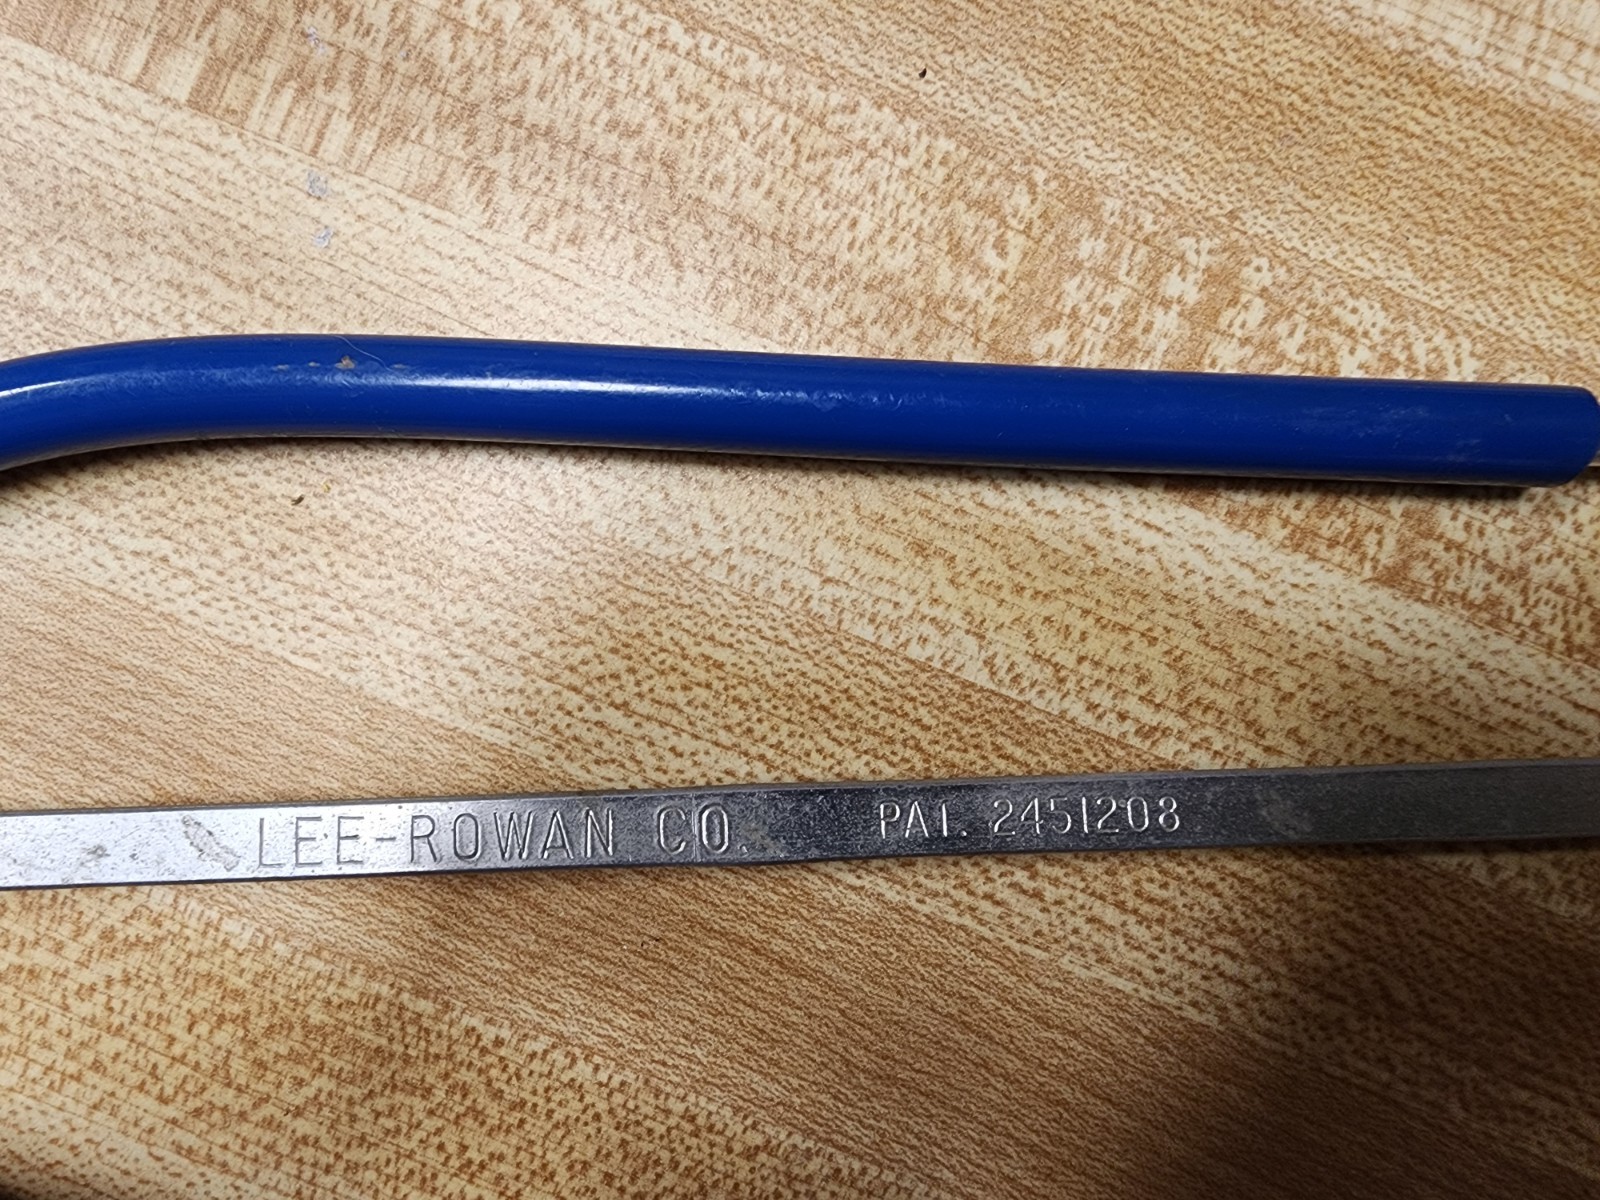 LEE-ROWAN CO. PAT. 2451208